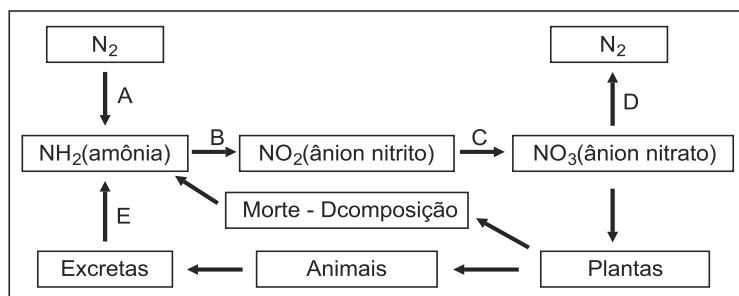 N₂ N₂
A D
B C
NH₂(amônia) NO₂(ânion nitrito) NO₃(ânion nitrato)
Morte - Dcomposição
E
Excretas Animais Plantas